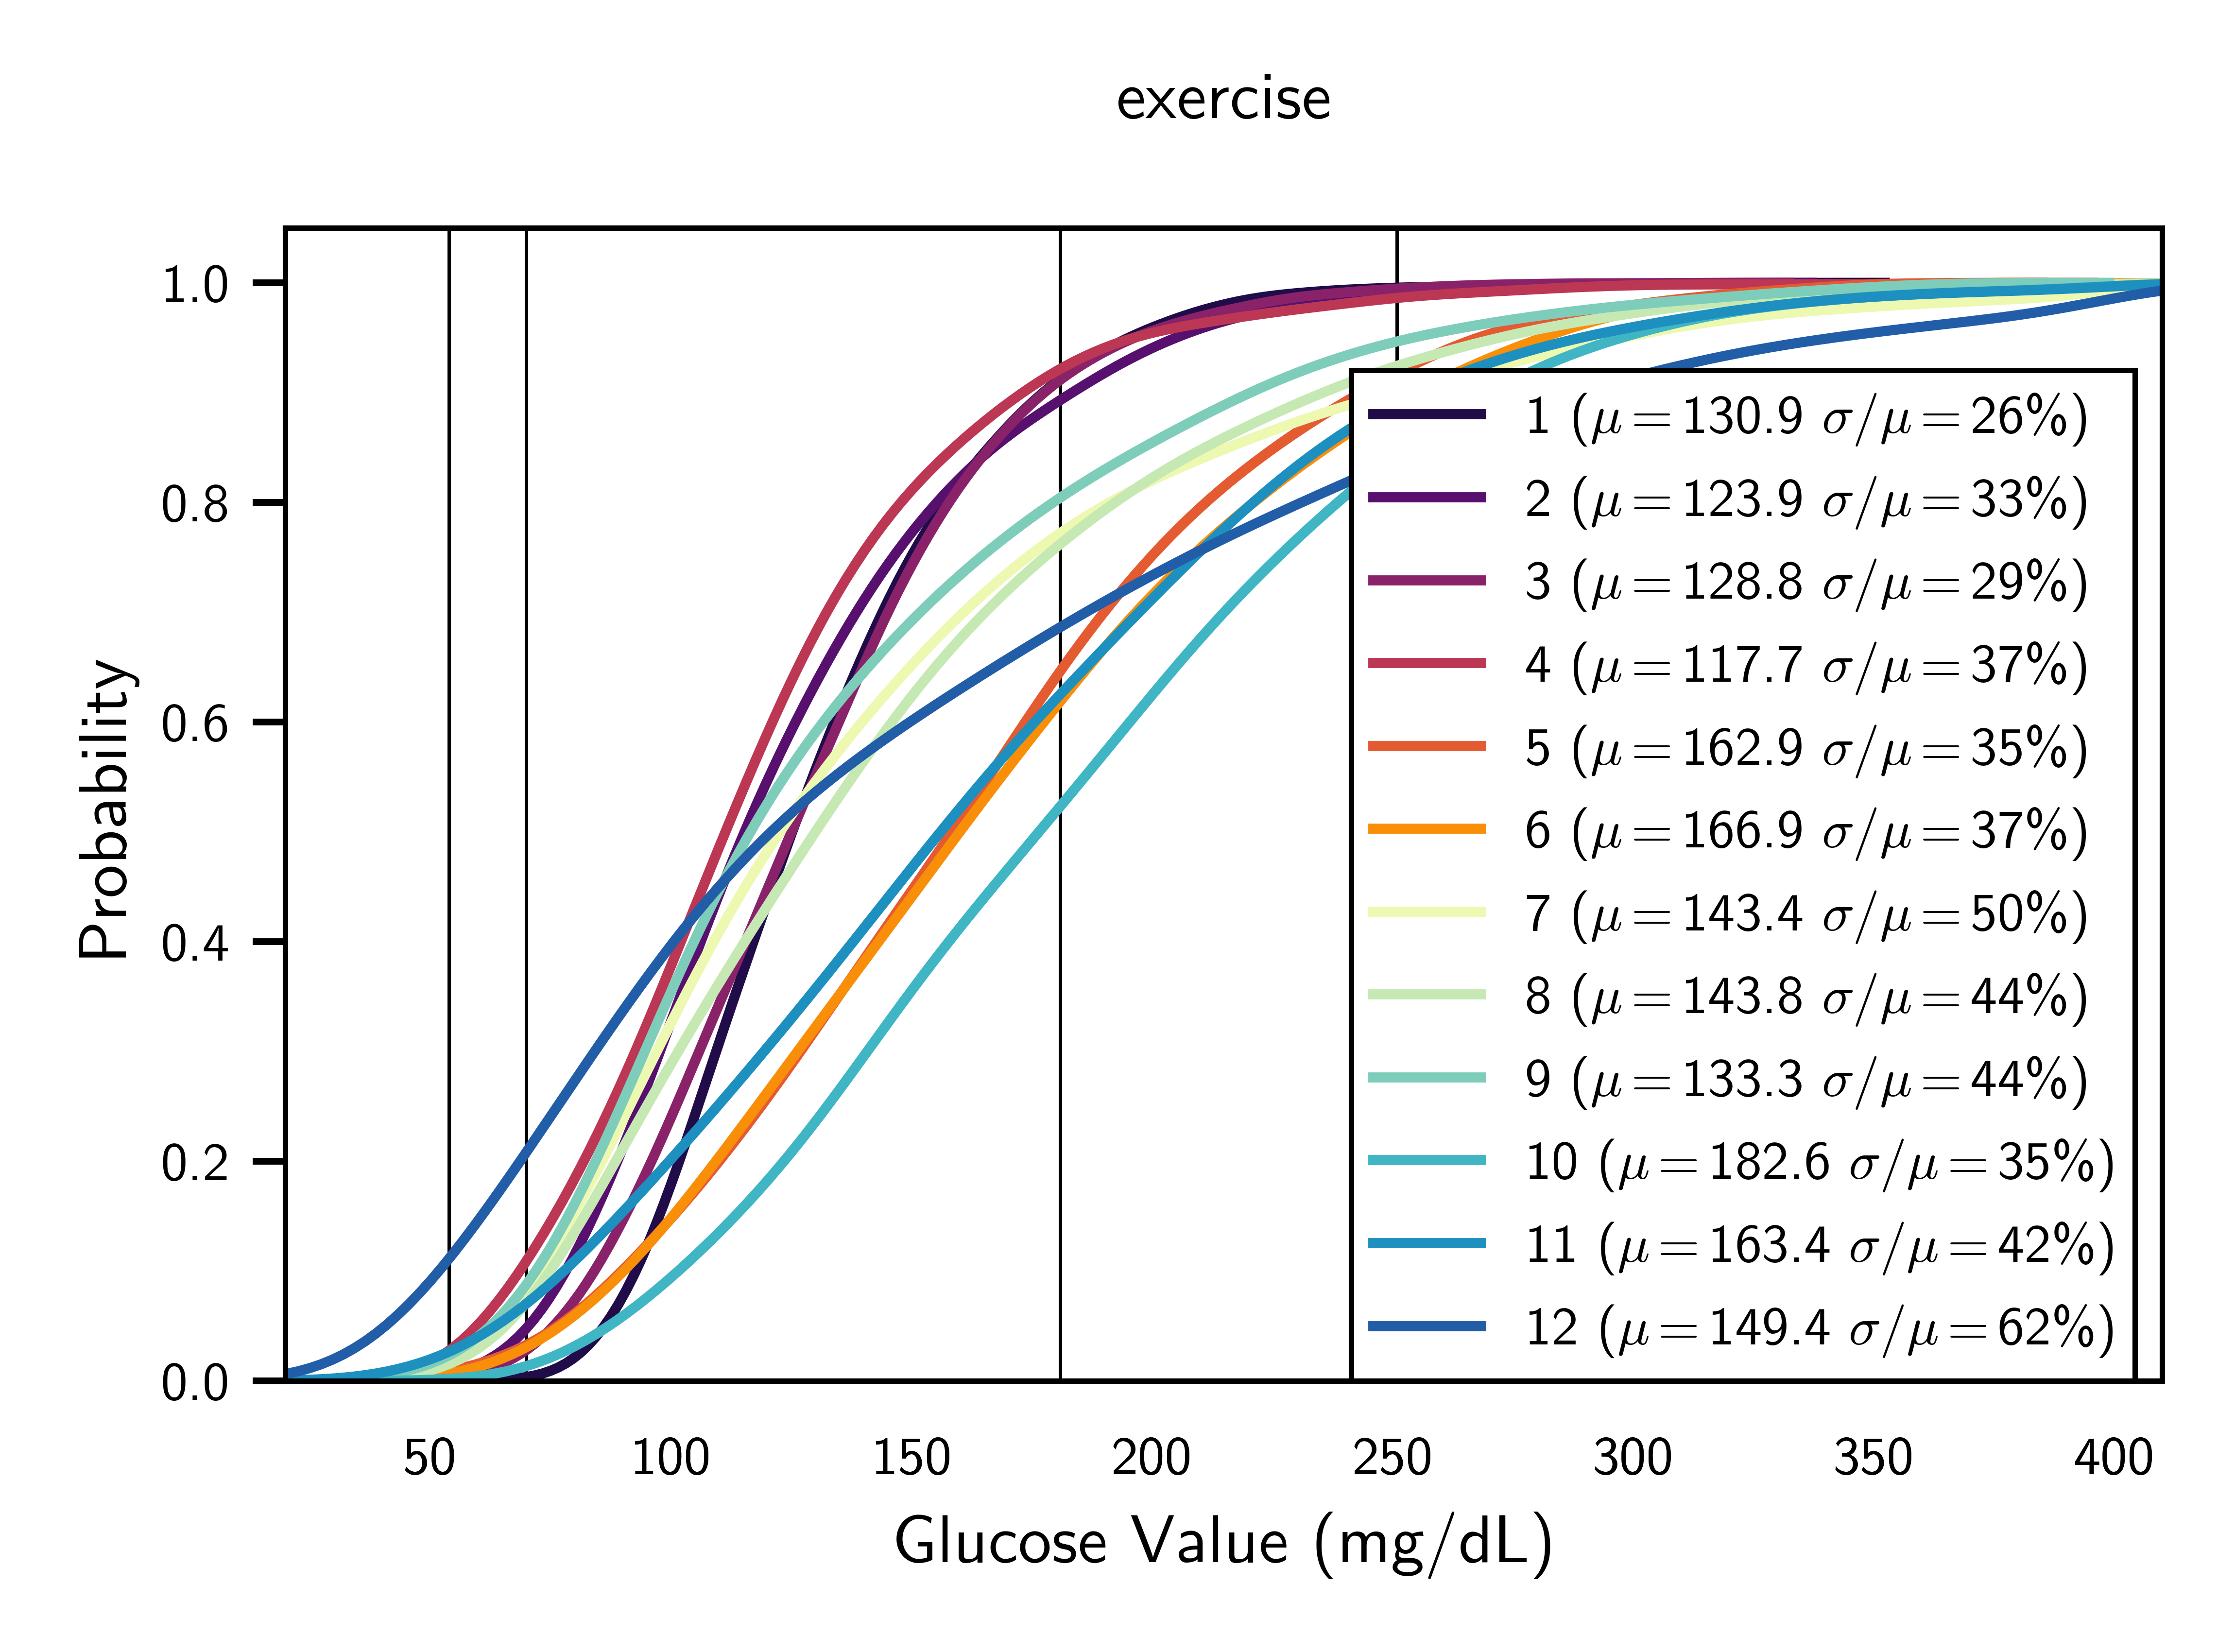 exercise
1.0
0.8
0.6
0.4
0.2
0.0
Probability
1 (μ = 130.9 σ/μ = 26%)
2 (μ = 123.9 σ/μ = 33%)
3 (μ = 128.8 σ/μ = 29%)
4 (μ = 117.7 σ/μ = 37%)
5 (μ = 162.9 σ/μ = 35%)
6 (μ = 166.9 σ/μ = 37%)
7 (μ = 143.4 σ/μ = 50%)
8 (μ = 143.8 σ/μ = 44%)
9 (μ = 133.3 σ/μ = 44%)
10 (μ = 182.6 σ/μ = 35%)
11 (μ = 163.4 σ/μ = 42%)
12 (μ = 149.4 σ/μ = 62%)
50 100 150 200 250 300 350 400
Glucose Value (mg/dL)